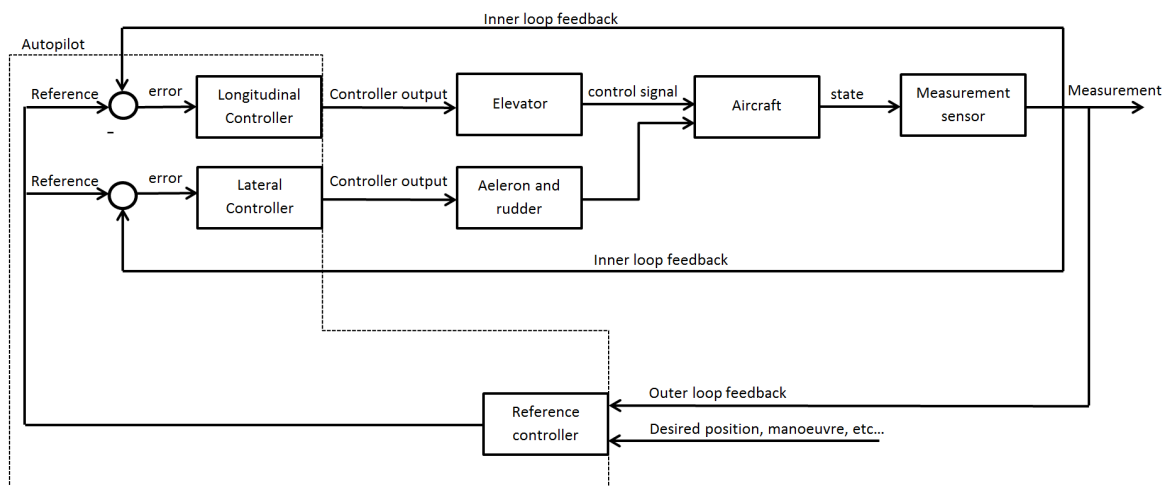 Inner loop feedback
Autopilot
Reference
error
Longitudinal
Controller
Controller output
Elevator
control signal
Aircraft
state
Measurement
sensor
Measurement
-
Reference
error
Lateral
Controller
Controller output
Aeleron and
rudder
Inner loop feedback
Reference
controller
Outer loop feedback
Desired position, manoeuvre, etc...